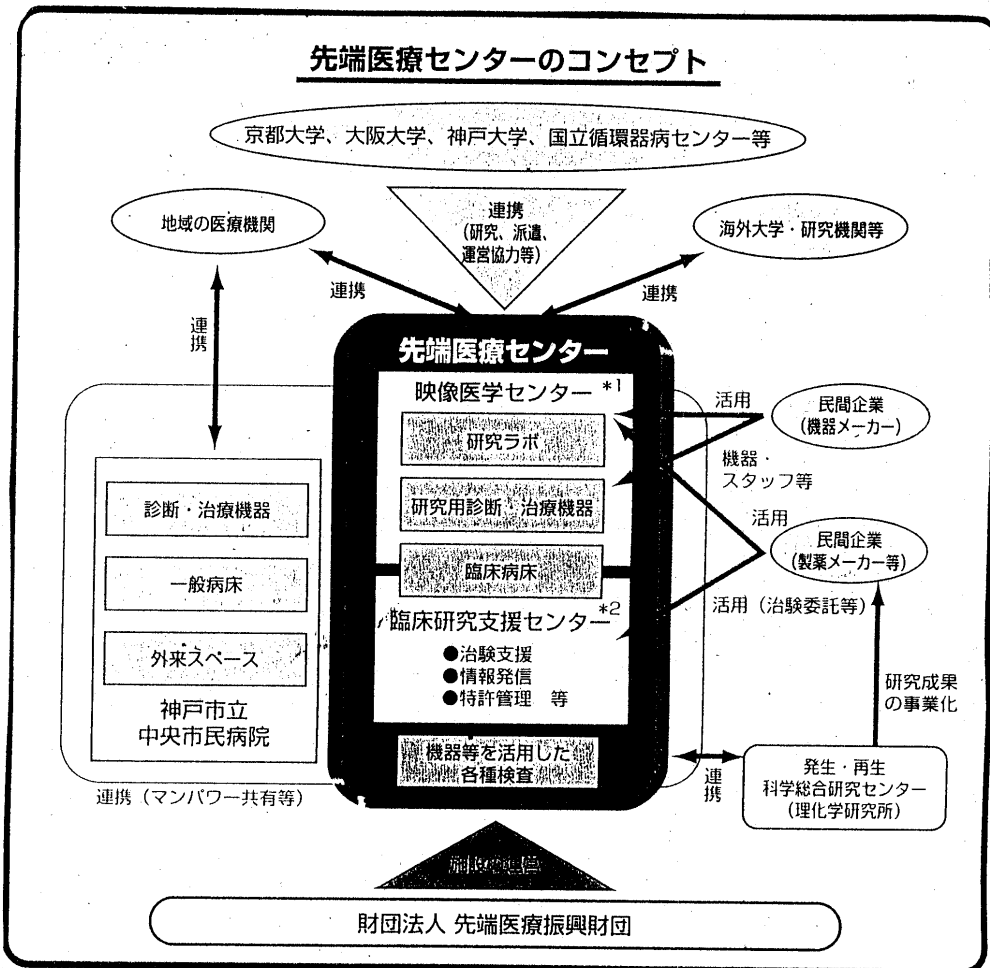 先端医療センターのコンセプト
京都大学、大阪大学、神戸大学、国立循環器病センター等
地域の医療機関
連携
(研究、派遣、
運営協力等)
海外大学・研究機関等
連携
連携
連携
先端医療センター
映像医学センター *1
研究ラボ
研究用診断・治療機器
臨床病床
臨床研究支援センター *2
●治験支援
●情報発信
●特許管理 等
機器等を活用した
各種検査
診断・治療機器
一般病床
外来スペース
神戸市立
中央市民病院
連携（マンパワー共有等）
活用
民間企業
(機器メーカー)
機器・
スタッフ等
活用
民間企業
(製薬メーカー等)
活用（治験委託等）
研究成果
の事業化
連携
発生・再生
科学総合研究センター
(理化学研究所)
施設の運営
財団法人 先端医療振興財団